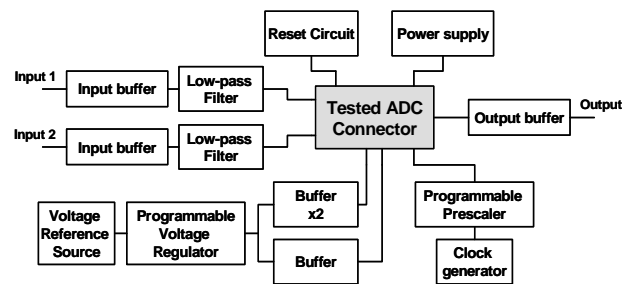 Reset Circuit
Power supply
Input 1
Input buffer
Low-pass
Filter
Tested ADC
Connector
Output buffer
Output
Input 2
Input buffer
Low-pass
Filter
Buffer
x2
Programmable
Prescaler
Voltage
Reference
Source
Programmable
Voltage
Regulator
Buffer
Clock
generator